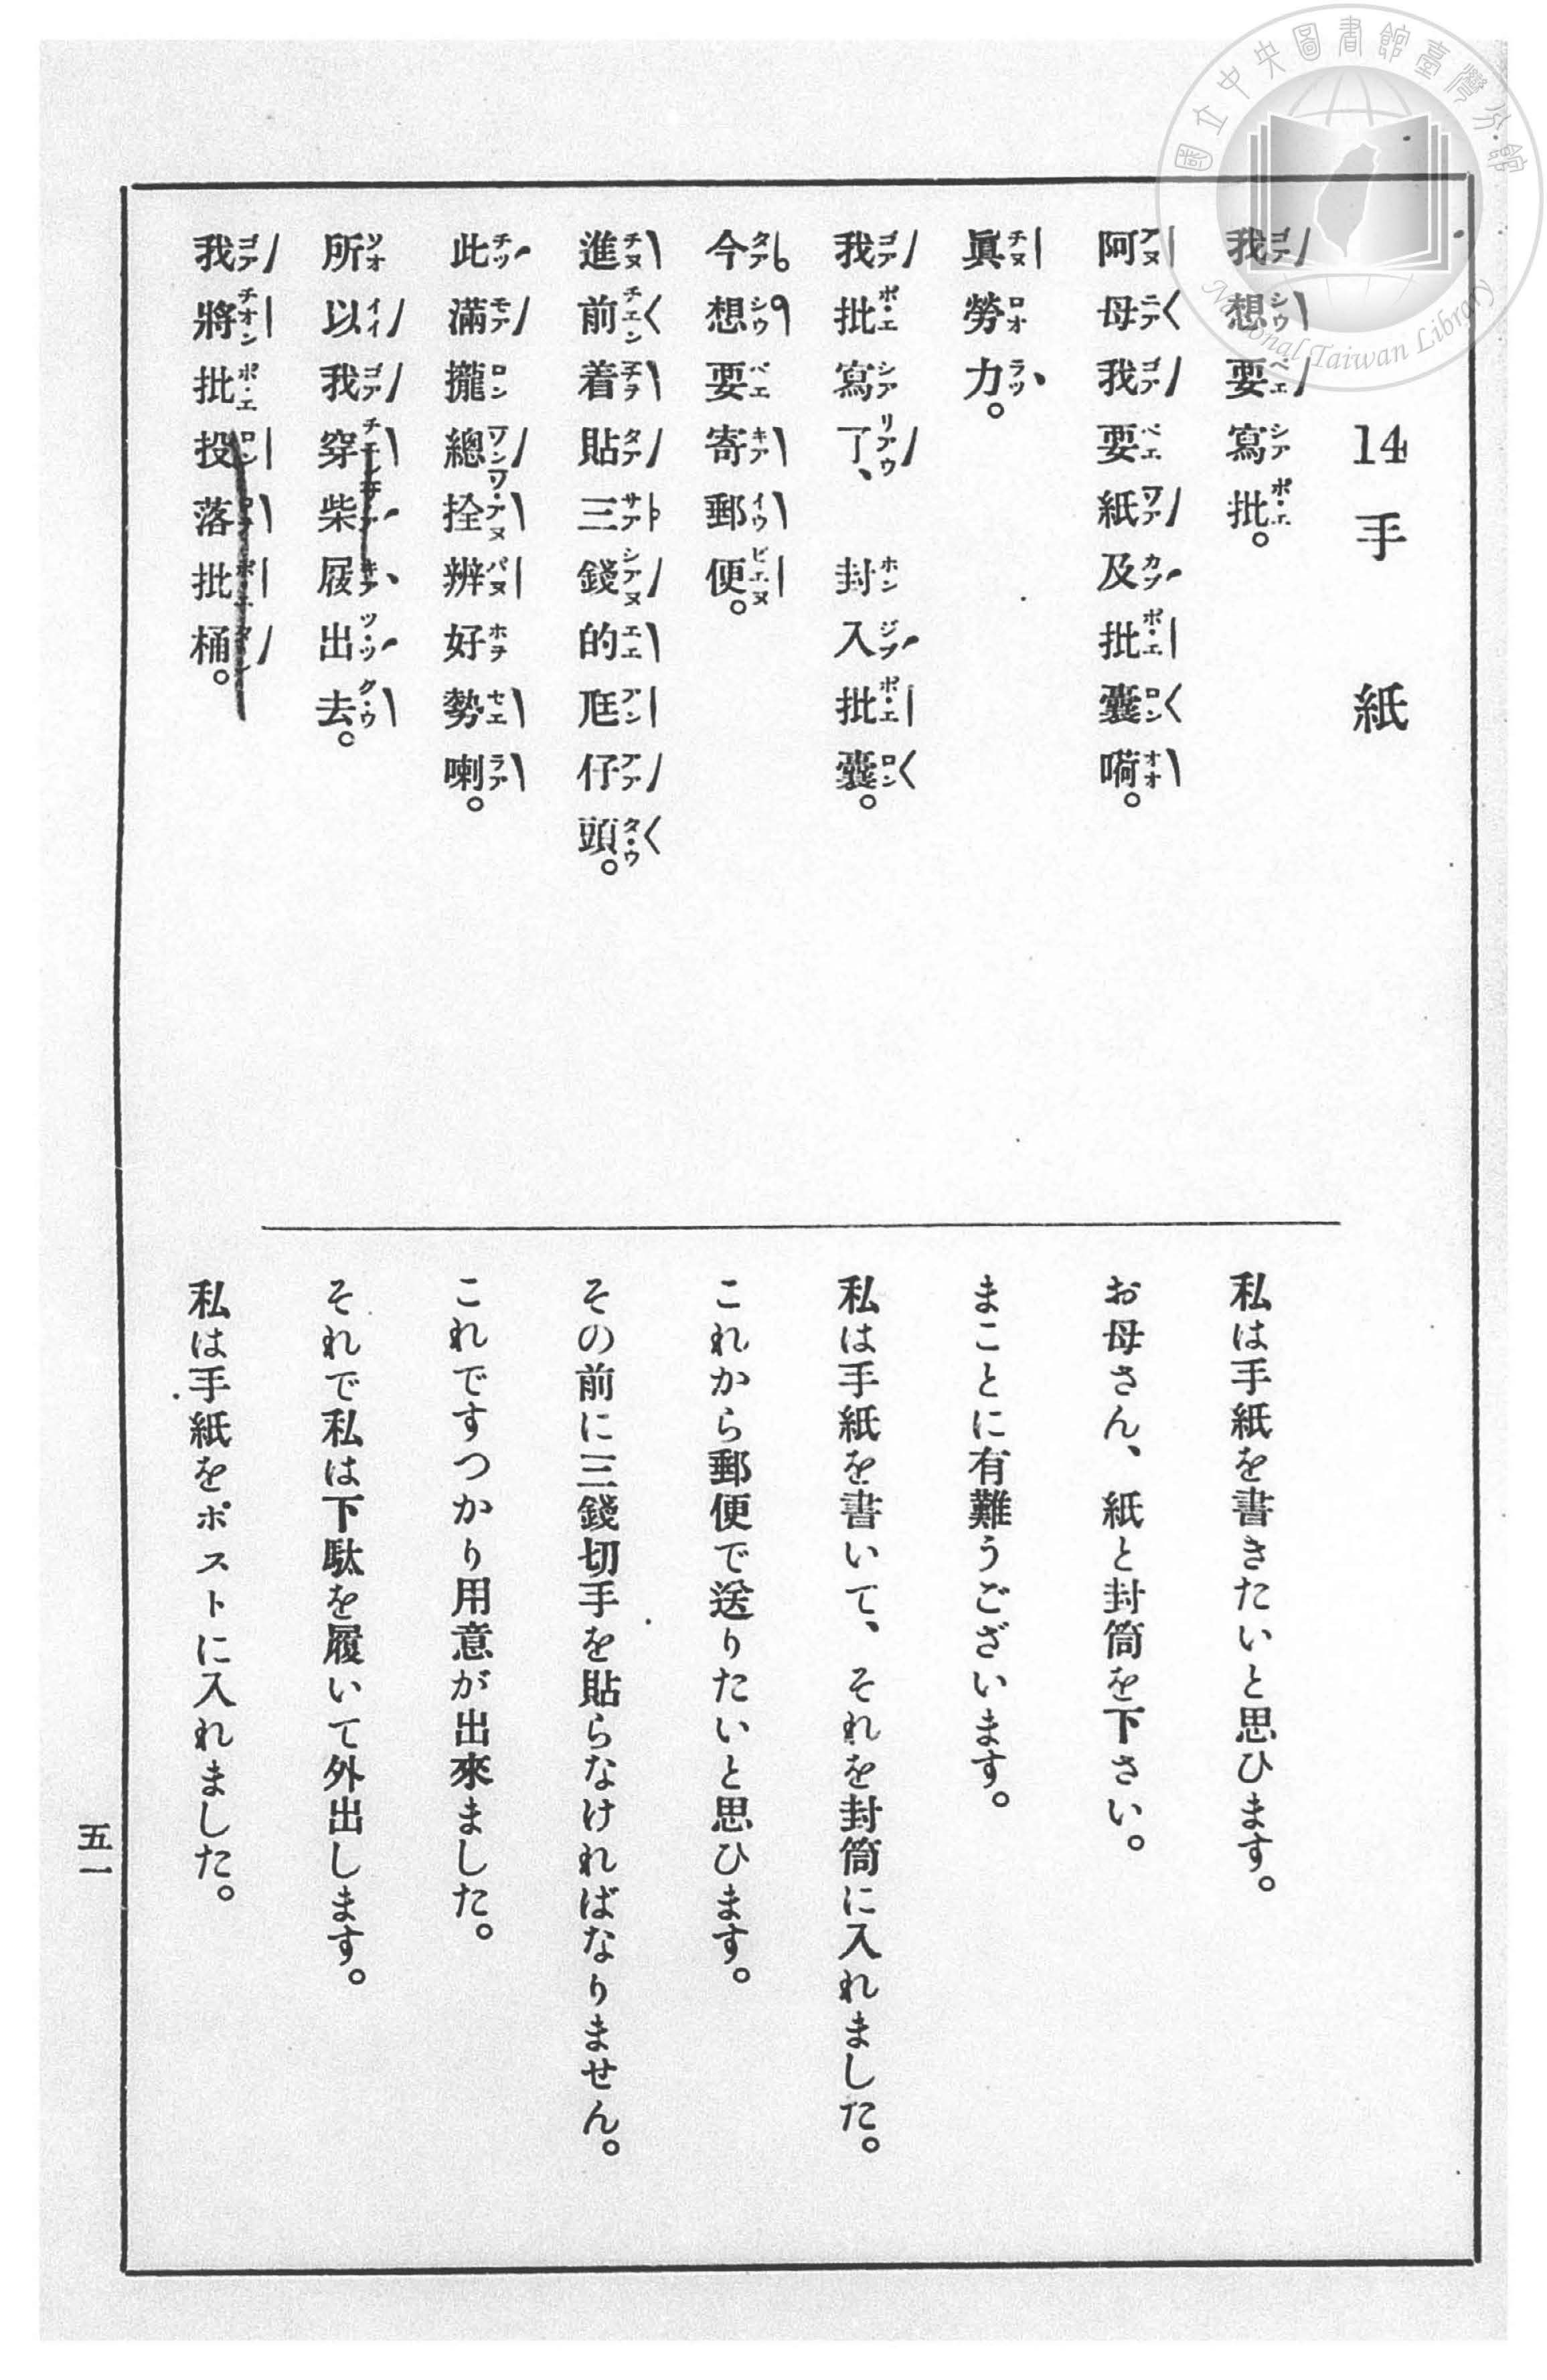 國立中央圖書館臺灣分館
National Taiwan Library
14 手紙
我想要寫批。
私は手紙を書きたいと思ひます。
阿母我要紙及批囊嗬。
お母さん、紙と封筒を下さい。
眞勞力。
まことに有難うございます。
我批寫了、封入批囊。
私は手紙を書いて、それを封筒に入れました。
今想要寄郵便。
これから郵便で送りたいと思ひます。
進前着貼三錢的尫仔頭。
その前に三錢切手を貼らなければなりません。
此滿攏總拴辨好勢喇。
これですつかり用意が出來ました。
所以我穿柴屐出去。
それで私は下駄を履いて外出します。
我將批投落批桶。
私は手紙をポストに入れました。
五一